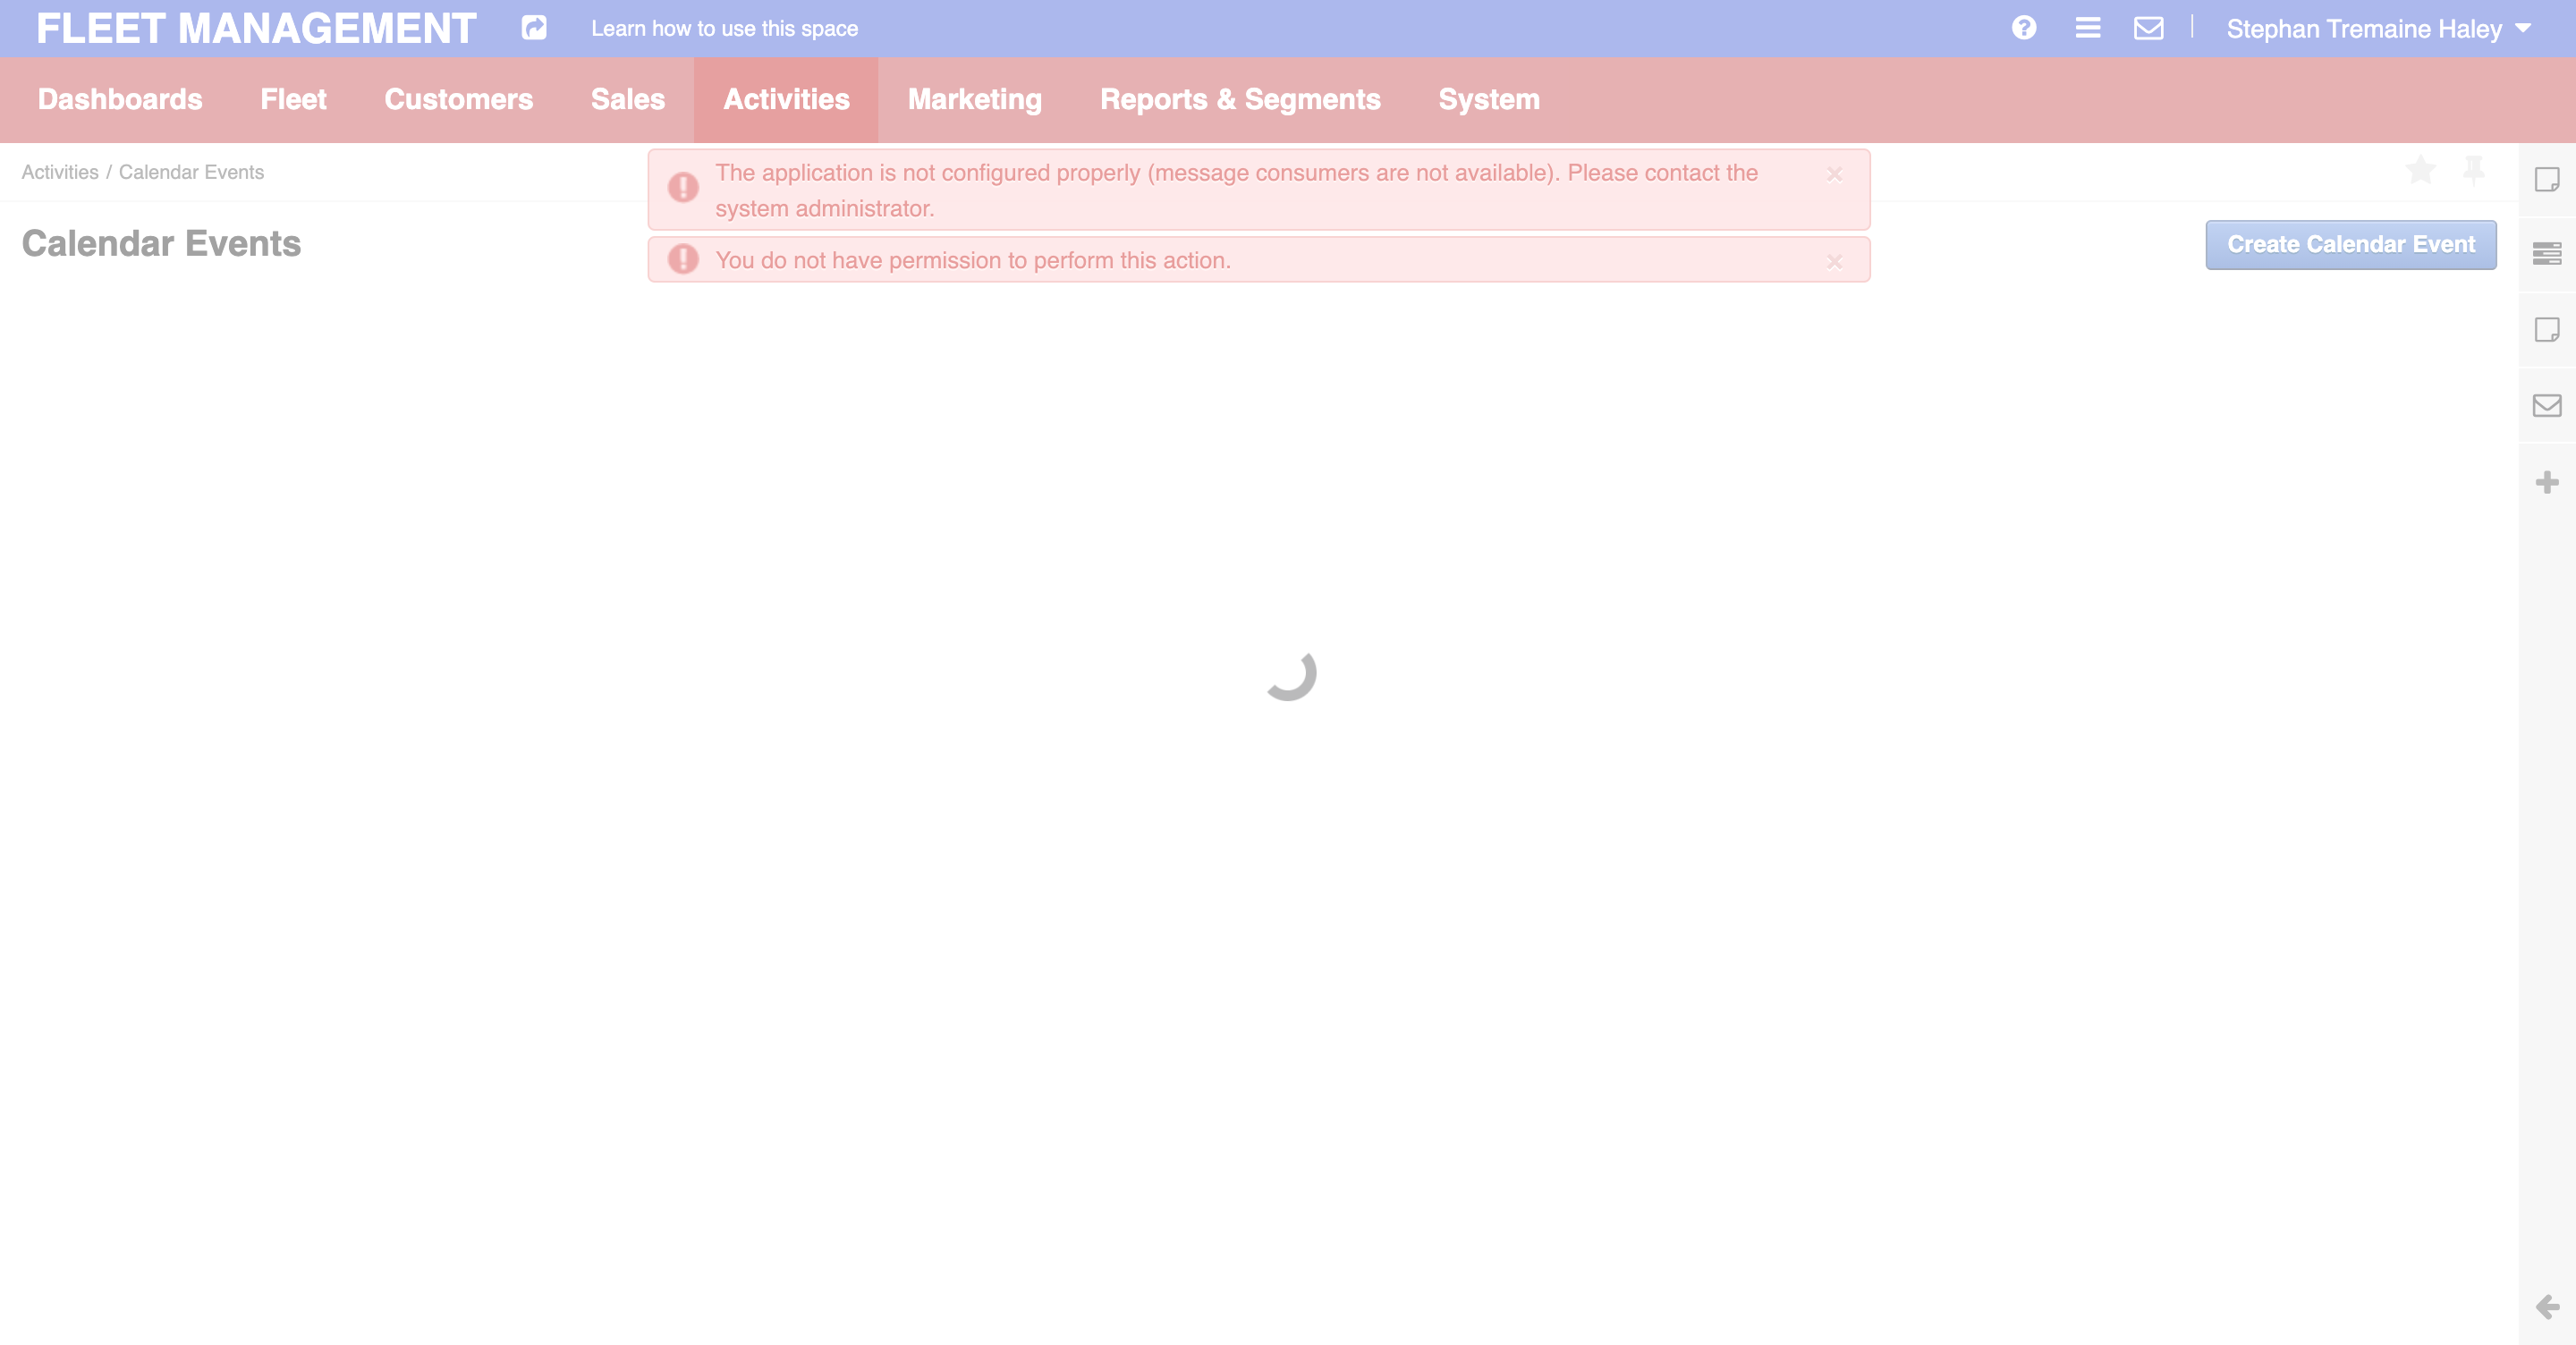 FLEET MANAGEMENT
Learn how to use this space
Stephan Tremaine Haley
Dashboards
Fleet
Customers
Sales
Activities
Marketing
Reports & Segments
System
Activities / Calendar Events
The application is not configured properly (message consumers are not available). Please contact the
system administrator.
You do not have permission to perform this action.
Calendar Events
Create Calendar Event